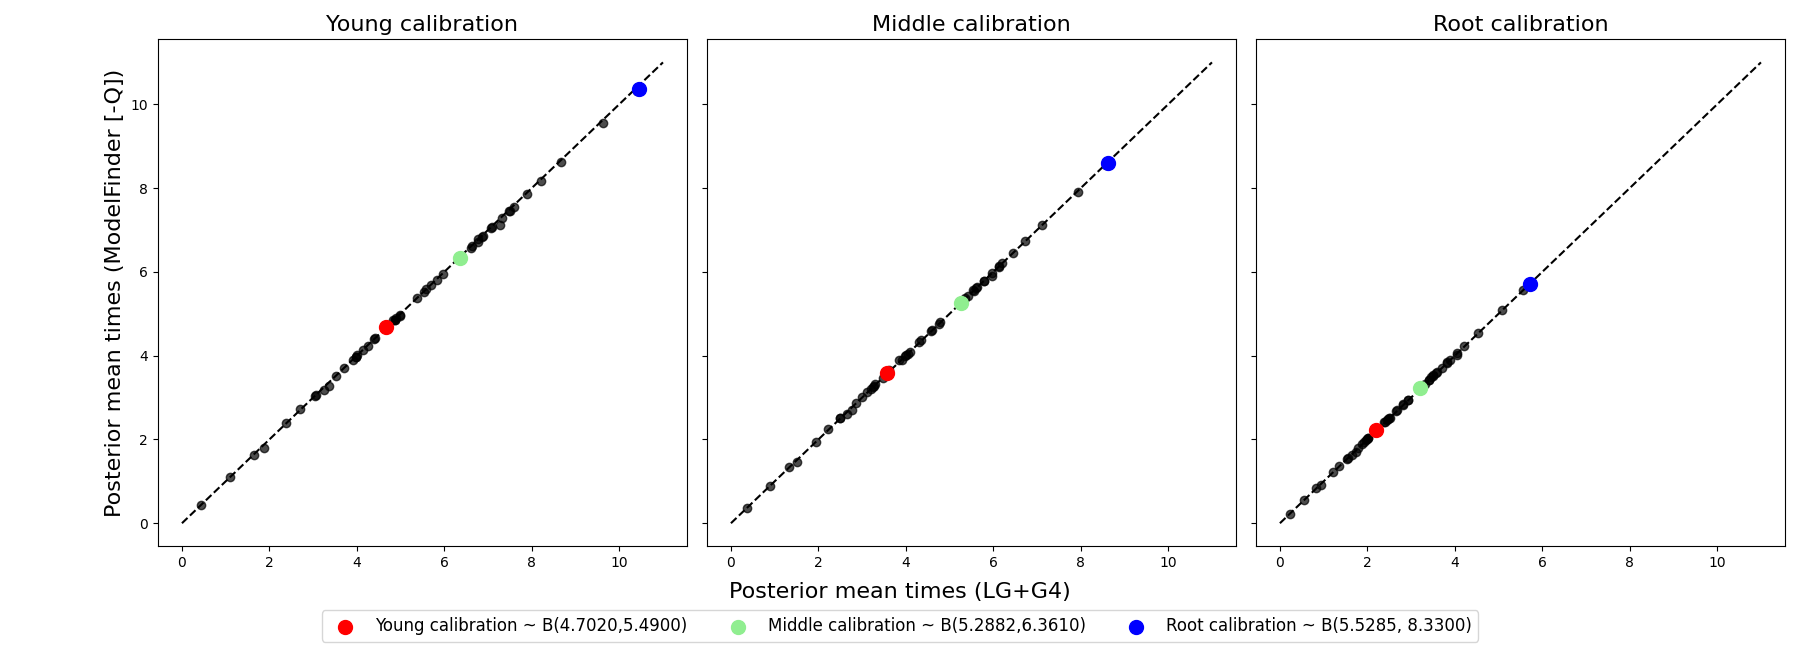 Young calibration
Middle calibration
Root calibration
Posterior mean times (ModelFinder [-Q])
10
8
6
4
2
0
0 2 4 6 8 10
0 2 4 6 8 10
0 2 4 6 8 10
Posterior mean times (LG+G4)
Young calibration ~ B(4.7020,5.4900)
Middle calibration ~ B(5.2882,6.3610)
Root calibration ~ B(5.5285, 8.3300)